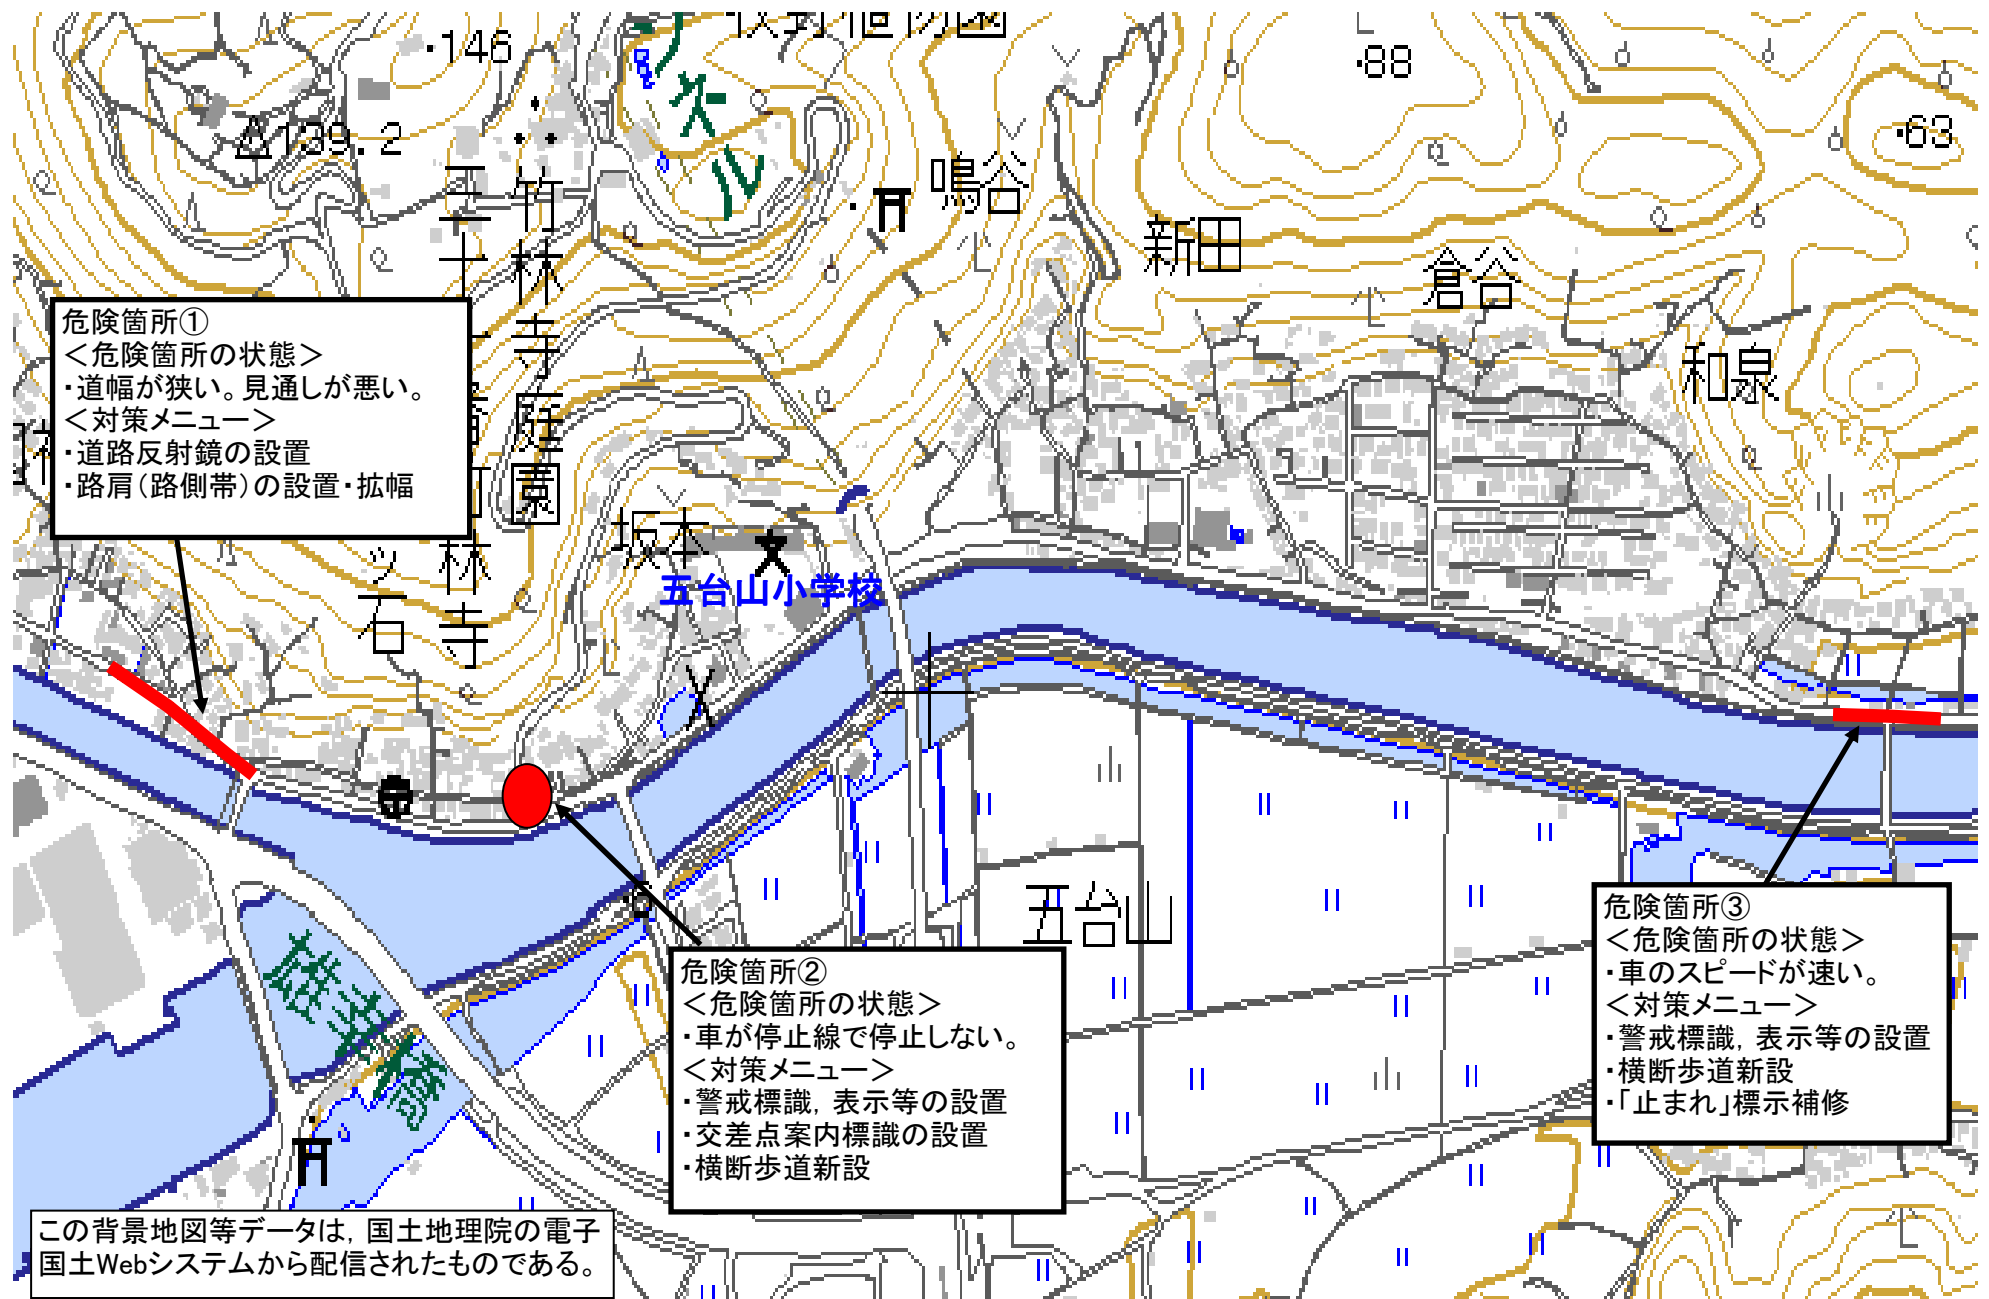 牧野植物園
・146
スル
・88
139.2
・63
鳴谷
竹林寺庭園
新田
倉谷
和泉
危険箇所①
＜危険箇所の状態＞
・道幅が狭い。見通しが悪い。
＜対策メニュー＞
・道路反射鏡の設置
・路肩（路側帯）の設置・拡幅
坂本
林寺
ッ石
五台山小学校
五台山
危険箇所②
＜危険箇所の状態＞
・車が停止線で停止しない。
＜対策メニュー＞
・警戒標識，表示等の設置
・交差点案内標識の設置
・横断歩道新設
危険箇所③
＜危険箇所の状態＞
・車のスピードが速い。
＜対策メニュー＞
・警戒標識，表示等の設置
・横断歩道新設
・「止まれ」標示補修
この背景地図等データは，国土地理院の電子
国土Webシステムから配信されたものである。